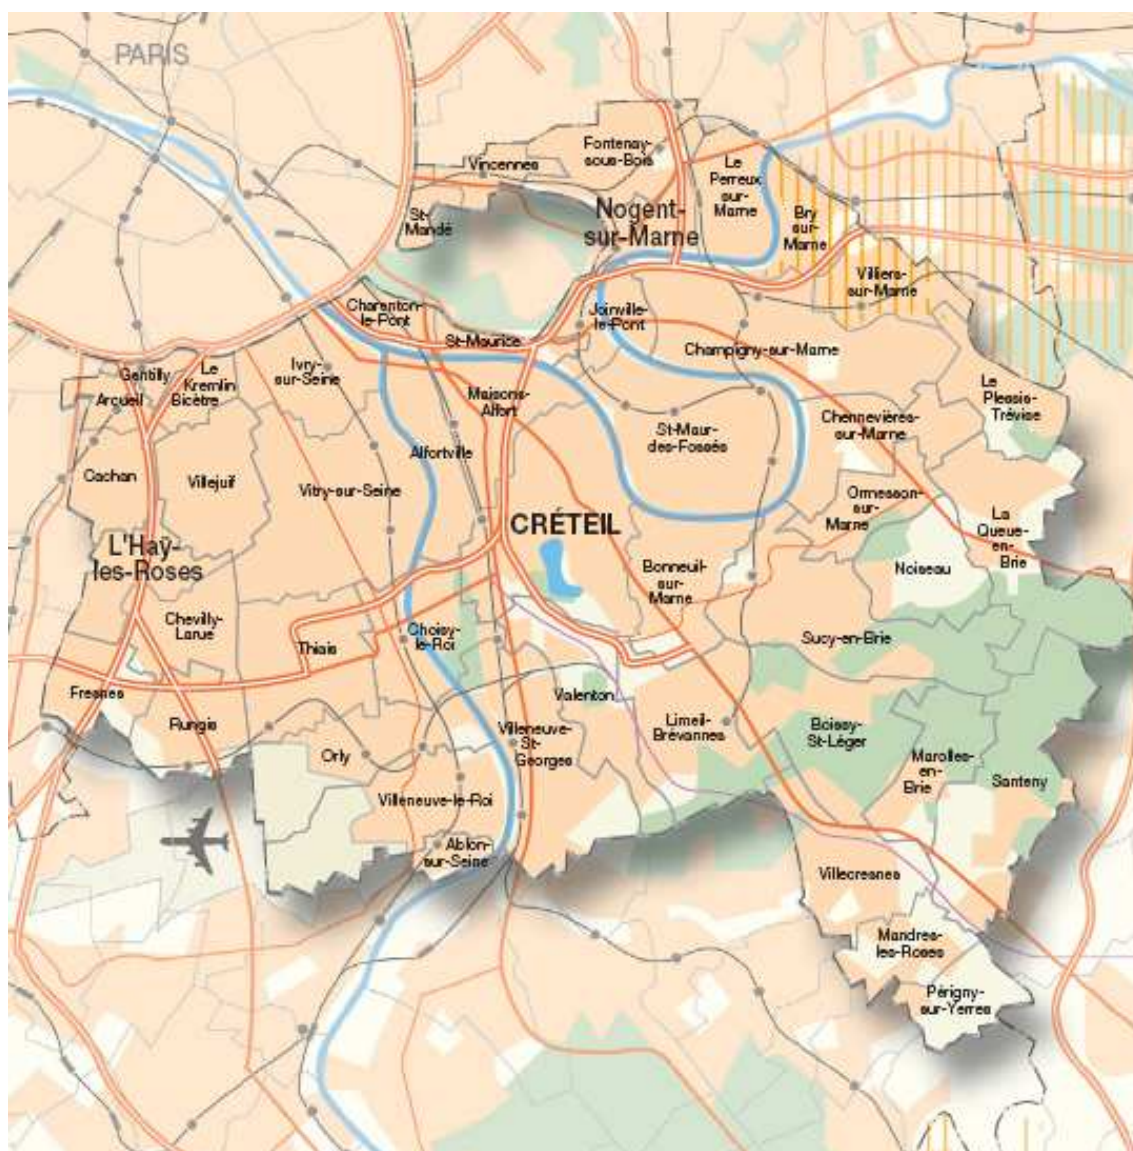 PARIS
Fontenay-
sous-Bois
Vincennes
Le
Perreux
sur-
Marne
St-
Mandé
Nogent-
sur-Marne
Bry
sur-
Marne
Villiers-
sur-Marne
Charenton-
le-Pont
Joinville-
le-Pont
St-Maurice
Champigny-sur-Marne
Gentilly
Le
Kremlin
Bicètre
Ivry-
sur-Seine
Arcueil
Maisons-
Alfort
Le
Plessis-
Trévise
Chennevières-
sur-Marne
St-Maur-
des-Fossés
Alfortville
Cachan
Villejuif
Vitry-sur-Seine
Ormesson-
sur-
Marne
CRÉTEIL
La
Queue-
en-
Brie
L'Haÿ-
les-Roses
Bonneuil-
sur-
Marne
Noiseau
Chevilly-
Larue
Thiais
Choisy-
le-Roi
Sucy-en-Brie
Fresnes
Rungis
Valenton
Villeneuve-
St-
Georges
Limeil-
Brévannes
Boissy-
St-Léger
Orly
Marolles-
en-
Brie
Santeny
Villeneuve-le-Roi
Ablon-
sur-Seine
Villecresnes
Mandres-
les-Roses
Périgny-
sur-Yerres